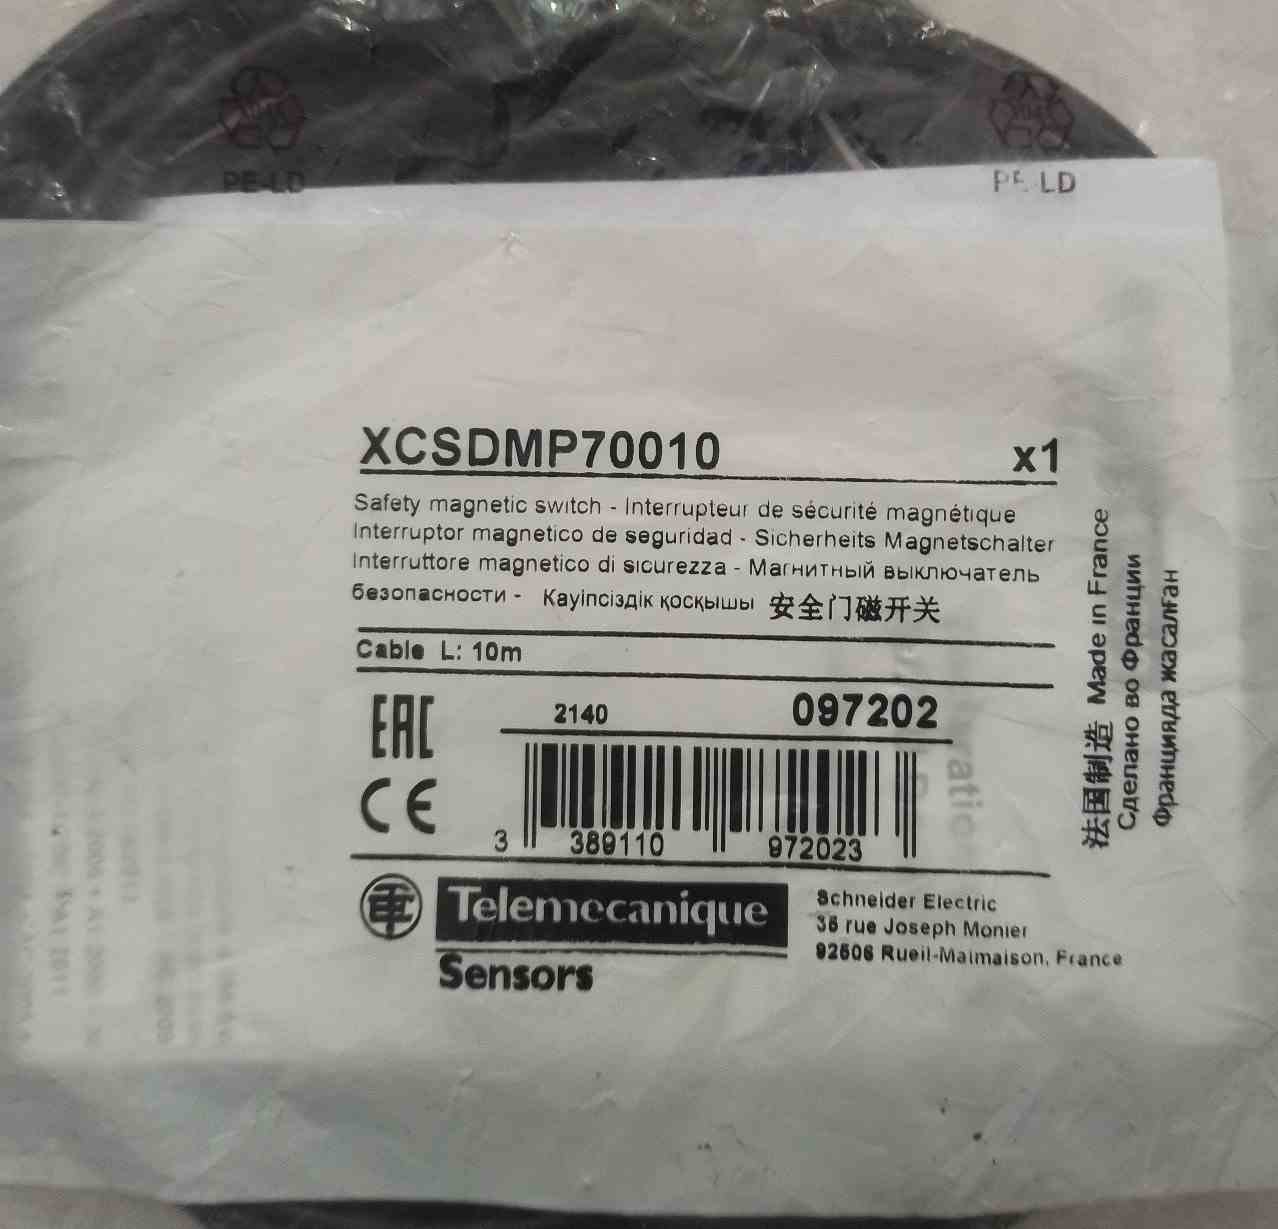 PE-LD
PE-LD
XCSDMP70010 x1
Safety magnetic switch - Interrupteur de sécurité magnétique
Interruptor magnetico de seguridad - Sicherheits Magnetschalter
Interruttore magnetico di sicurezza - Магнитный выключатель
безопасности - Қауіпсіздік қосқышы 安全门磁开关
Cable L: 10m
EAC
2140 097202
CE
3 389110 972023
Telemecanique
Sensors
Schneider Electric
35 rue Joseph Monier
92506 Rueil-Malmaison, France
法国制造 Made in France
Сделано во Франции
Францияда жасалған